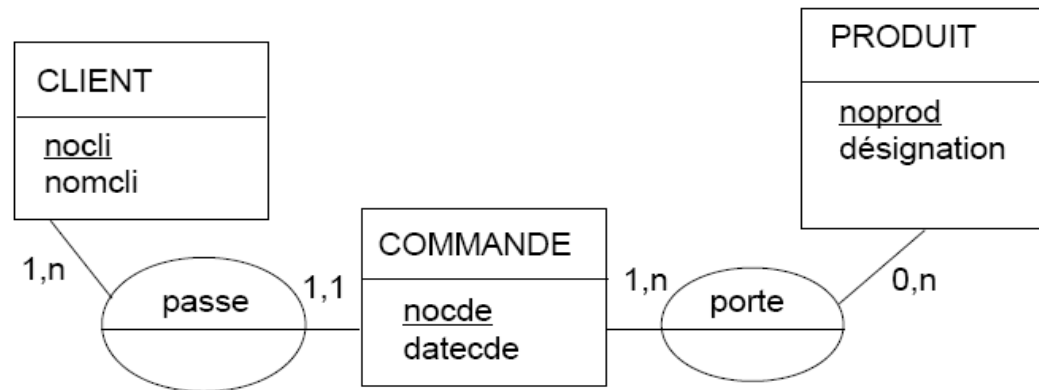 CLIENT
nocli
nomcli
1,n
passe
1,1
COMMANDE
nocde
datecde
1,n
porte
0,n
PRODUIT
noprod
désignation